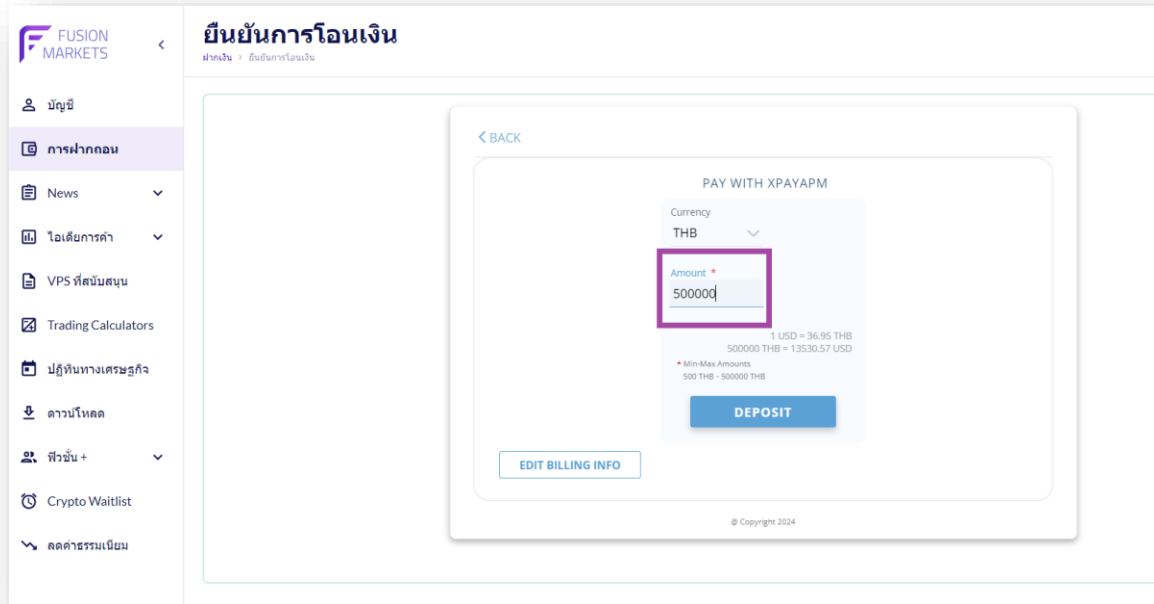 FUSION
MARKETS
ยืนยันการโอนเงิน
ฝากเงิน > ยืนยันการโอนเงิน
บัญชี
การฝากถอน
News
ไอเดียการค้า
VPS ที่สนับสนุน
Trading Calculators
ปฏิทินทางเศรษฐกิจ
ดาวน์โหลด
ฟิวชั่น +
Crypto Waitlist
ลดค่าธรรมเนียม
BACK
PAY WITH XPAYAPM
Currency
THB
Amount *
500000
1 USD = 36.95 THB
500000 THB = 13530.57 USD
* Min-Max Amounts
500 THB - 500000 THB
DEPOSIT
EDIT BILLING INFO
@ Copyright 2024